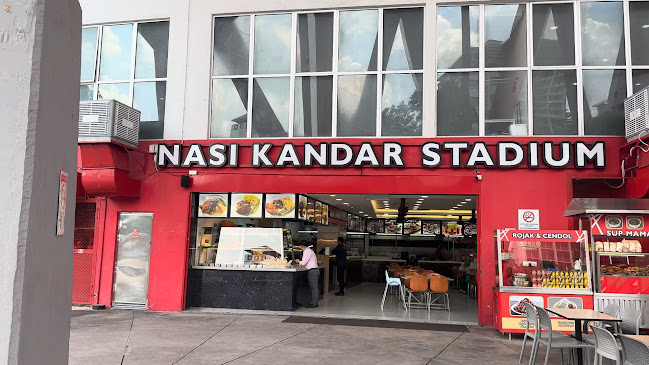 NASI KANDAR STADIUM
ROJAK & CENDOL
SUP MAMA